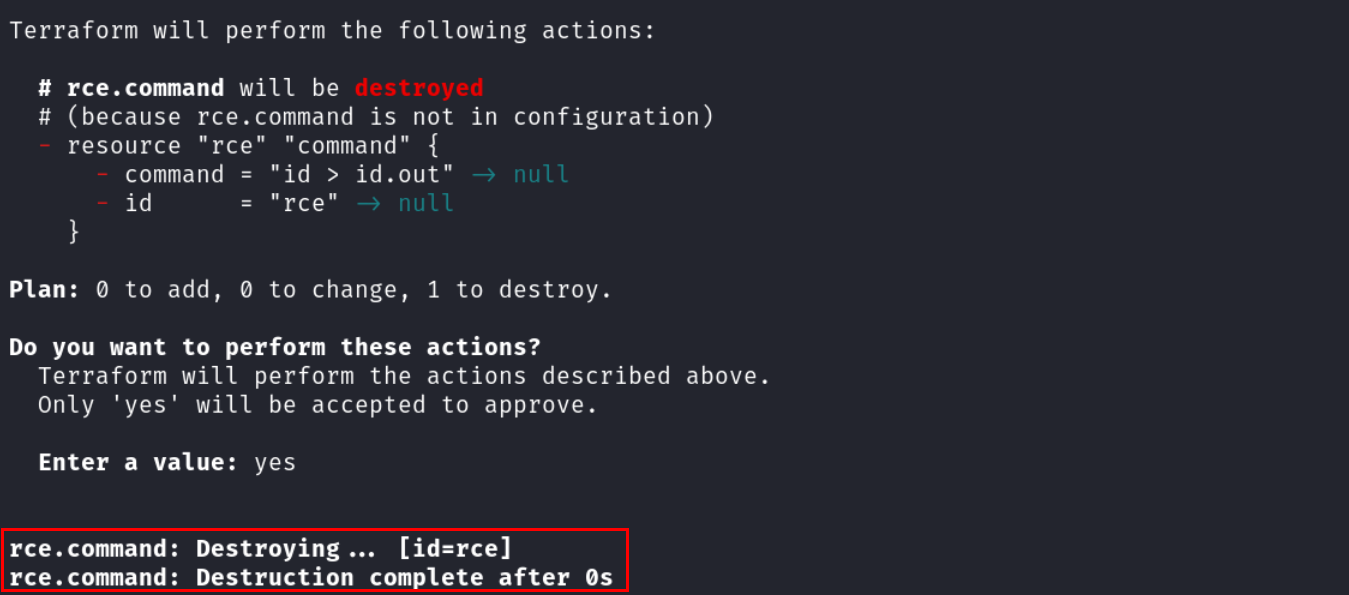 Terraform will perform the following actions:
# rce.command will be destroyed
# (because rce.command is not in configuration)
- resource "rce" "command" {
- command = "id > id.out" → null
- id = "rce" → null
}
Plan: 0 to add, 0 to change, 1 to destroy.
Do you want to perform these actions?
Terraform will perform the actions described above.
Only 'yes' will be accepted to approve.
Enter a value: yes
rce.command: Destroying... [id=rce]
rce.command: Destruction complete after 0s